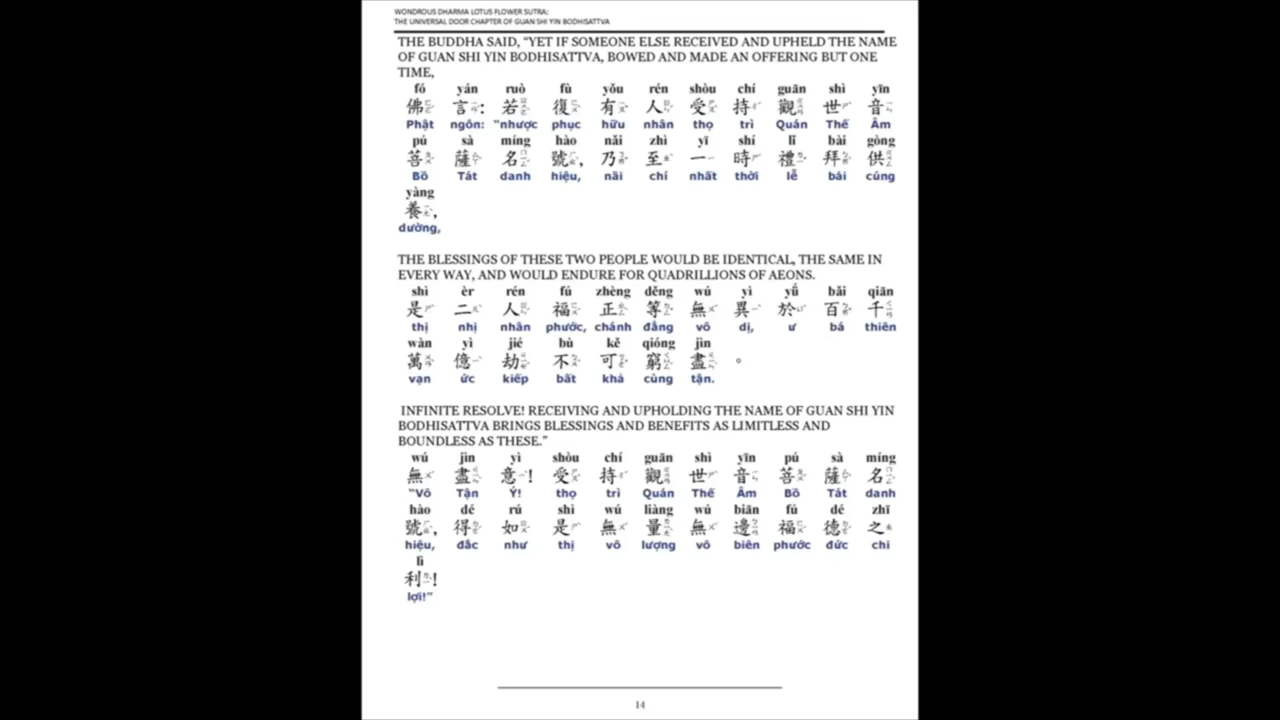 WONDROUS DHARMA LOTUS FLOWER SUTRA;
THE UNIVERSAL DOOR CHAPTER OF GUAN SHI YIN BODHISATTVA
THE BUDDHA SAID, “YET IF SOMEONE ELSE RECEIVED AND UPHELD THE NAME
OF GUAN SHI YIN BODHISATTVA, BOWED AND MADE AN OFFERING BUT ONE
TIME,
fó yán ruò fù yǒu rén shòu chí guān shì yīn
佛 言: 若 復 有 人 受 持 觀 世 音
Phật ngôn: “nhược phục hữu nhân thọ trì Quán Thế Âm
pú sà míng hào nǎi zhì yī shí lǐ bài gòng
菩 薩 名 號, 乃 至 一 時 禮 拜 供
Bồ Tát danh hiệu, nãi chí nhất thời lễ bái cúng
yàng
養,
dường,
THE BLESSINGS OF THESE TWO PEOPLE WOULD BE IDENTICAL, THE SAME IN
EVERY WAY, AND WOULD ENDURE FOR QUADRILLIONS OF AEONS.
shì èr rén fú zhèng děng wú yì yǘ bǎi qiān
是 二 人 福 正 等 無 異 於 百 千
thị nhị nhân phước, chánh đẳng vô dị, ư bá thiên
wàn yì jié bù kě qióng jìn
萬 億 劫 不 可 窮 盡 。
vạn ức kiếp bất khả cùng tận.
INFINITE RESOLVE! RECEIVING AND UPHOLDING THE NAME OF GUAN SHI YIN
BODHISATTVA BRINGS BLESSINGS AND BENEFITS AS LIMITLESS AND
BOUNDLESS AS THESE.”
wú jìn yì shòu chí guān shì yīn pú sà míng
無 盡 意! 受 持 觀 世 音 菩 薩 名
“Vô Tận Ý! thọ trì Quán Thế Âm Bồ Tát danh
hào dé rú shì wú liàng wú biān fú dé zhī
號, 得 如 是 無 量 無 邊 福 德 之
hiệu, đắc như thị vô lượng vô biên phước đức chi
lì
利!
lợi!”
14